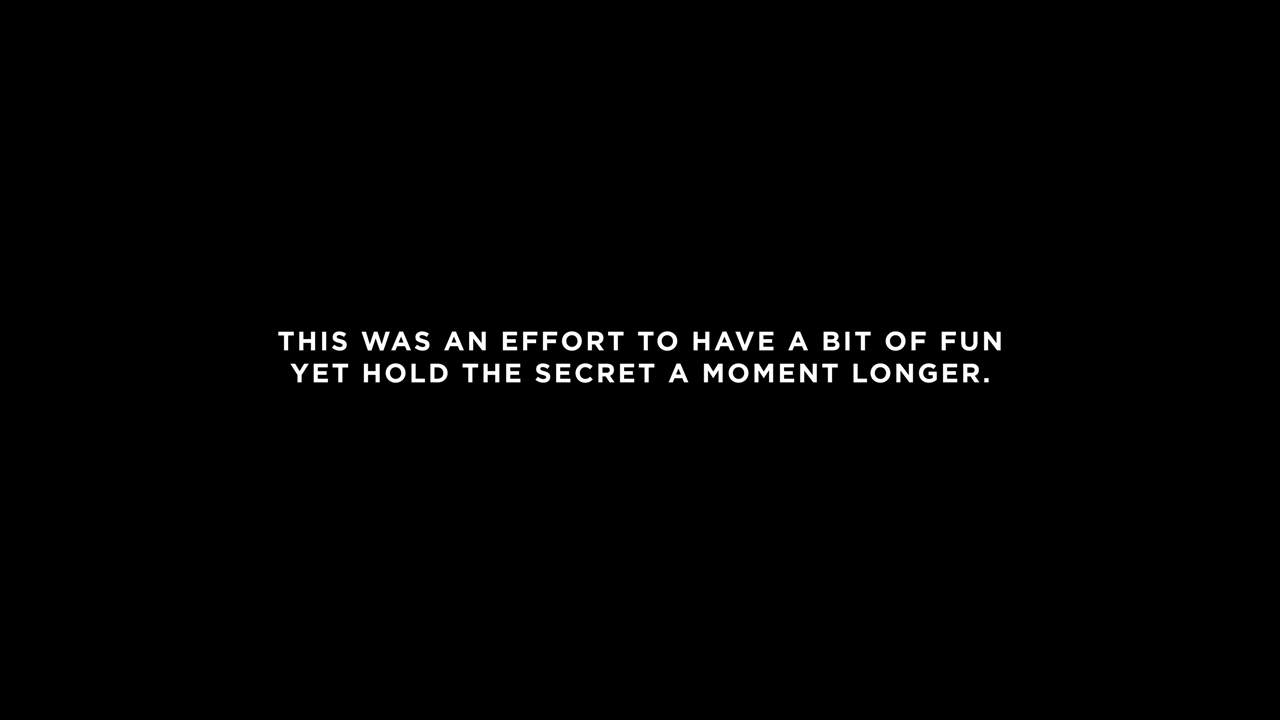 THIS WAS AN EFFORT TO HAVE A BIT OF FUN
YET HOLD THE SECRET A MOMENT LONGER.